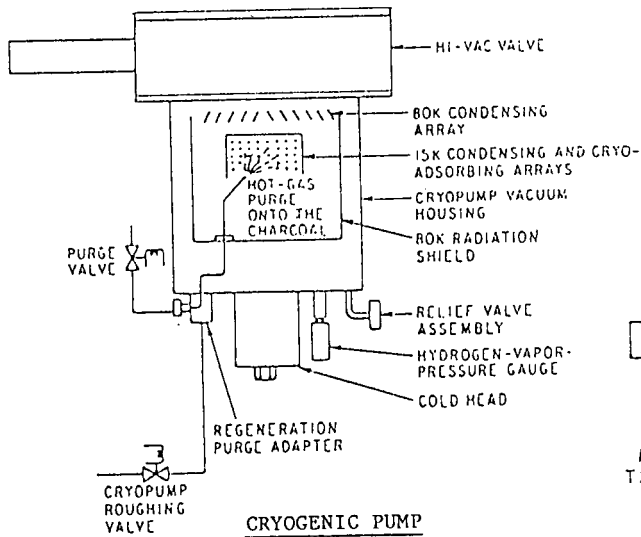 HI-VAC VALVE
80K CONDENSING
ARRAY
15K CONDENSING AND CRYO-
ADSORBING ARRAYS
CRYOPUMP VACUUM
HOUSING
80K RADIATION
SHIELD
HOT-GAS
PURGE
ONTO THE
CHARCOAL
PURGE
VALVE
RELIEF VALVE
ASSEMBLY
HYDROGEN-VAPOR-
PRESSURE GAUGE
COLD HEAD
REGENERATION
PURGE ADAPTER
CRYOPUMP
ROUGHING
VALVE
CRYOGENIC PUMP